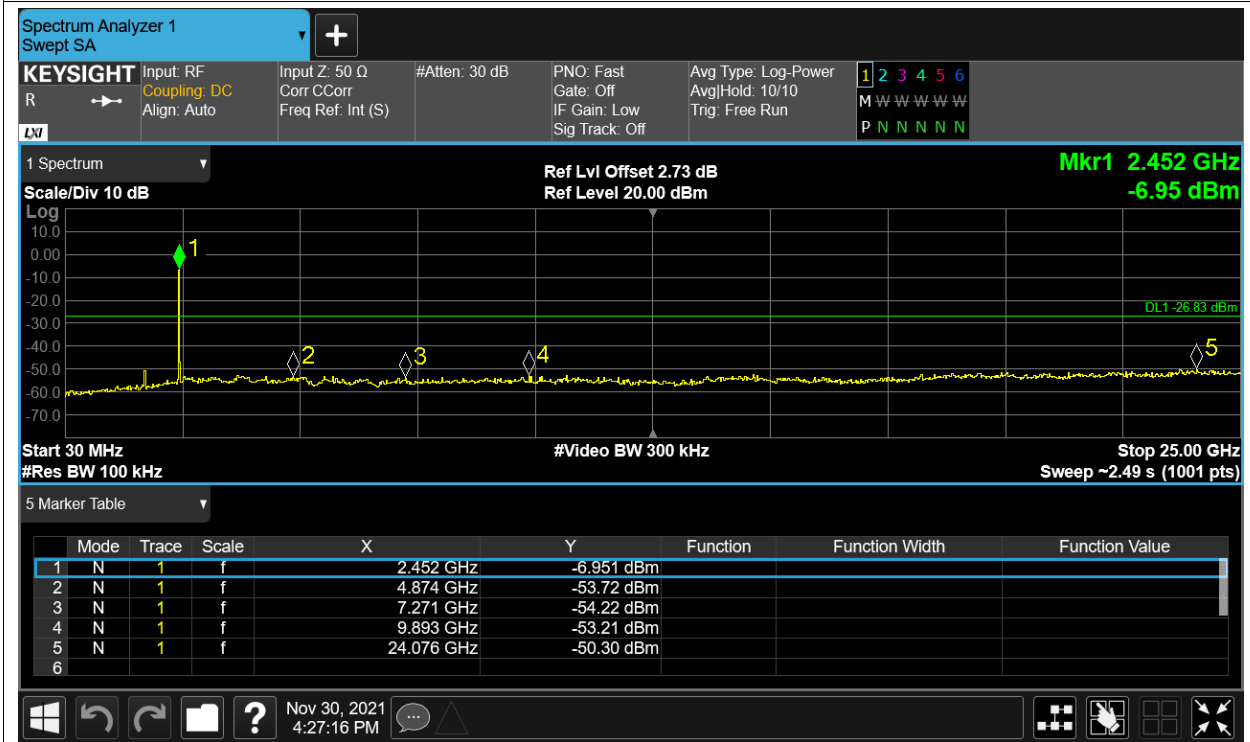 Spectrum Analyzer 1
Swept SA
+
KEYSIGHT
R
LXI
Input: RF
Coupling: DC
Align: Auto
Input Z: 50 Ω
Corr CCorr
Freq Ref: Int (S)
#Atten: 30 dB
PNO: Fast
Gate: Off
IF Gain: Low
Sig Track: Off
Avg Type: Log-Power
Avg|Hold: 10/10
Trig: Free Run
1 2 3 4 5 6
M W W W W W
P N N N N N
1 Spectrum
Scale/Div 10 dB
Ref Lvl Offset 2.73 dB
Ref Level 20.00 dBm
Mkr1 2.452 GHz
-6.95 dBm
Log
10.0
0.00
-10.0
-20.0
-30.0
-40.0
-50.0
-60.0
-70.0
1
2
3
4
5
DL1 -26.83 dBm
Start 30 MHz
#Res BW 100 kHz
#Video BW 300 kHz
Stop 25.00 GHz
Sweep ~2.49 s (1001 pts)
5 Marker Table
Mode Trace Scale X Y Function Function Width Function Value
1 N 1 f 2.452 GHz -6.951 dBm
2 N 1 f 4.874 GHz -53.72 dBm
3 N 1 f 7.271 GHz -54.22 dBm
4 N 1 f 9.893 GHz -53.21 dBm
5 N 1 f 24.076 GHz -50.30 dBm
6
?
Nov 30, 2021
4:27:16 PM